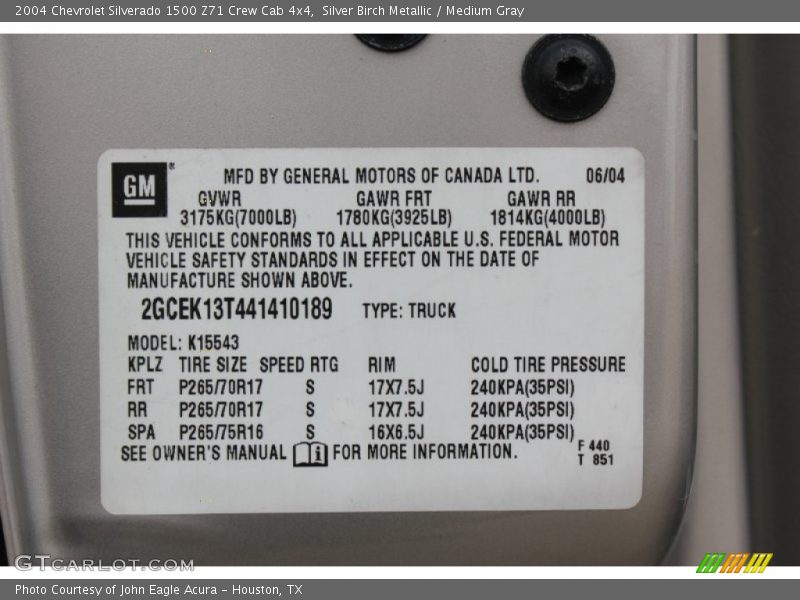 2004 Chevrolet Silverado 1500 Z71 Crew Cab 4x4, Silver Birch Metallic / Medium Gray
GM ® MFD BY GENERAL MOTORS OF CANADA LTD. 06/04
GVWR GAWR FRT GAWR RR
3175KG(7000LB) 1780KG(3925LB) 1814KG(4000LB)
THIS VEHICLE CONFORMS TO ALL APPLICABLE U.S. FEDERAL MOTOR
VEHICLE SAFETY STANDARDS IN EFFECT ON THE DATE OF
MANUFACTURE SHOWN ABOVE.
2GCEK13T441410189 TYPE: TRUCK
MODEL: K15543
KPLZ TIRE SIZE SPEED RTG RIM COLD TIRE PRESSURE
FRT P265/70R17 S 17X7.5J 240KPA(35PSI)
RR P265/70R17 S 17X7.5J 240KPA(35PSI)
SPA P265/75R16 S 16X6.5J 240KPA(35PSI)
SEE OWNER'S MANUAL i FOR MORE INFORMATION. F 440
T 851
GTCARLOT.COM
Photo Courtesy of John Eagle Acura - Houston, TX